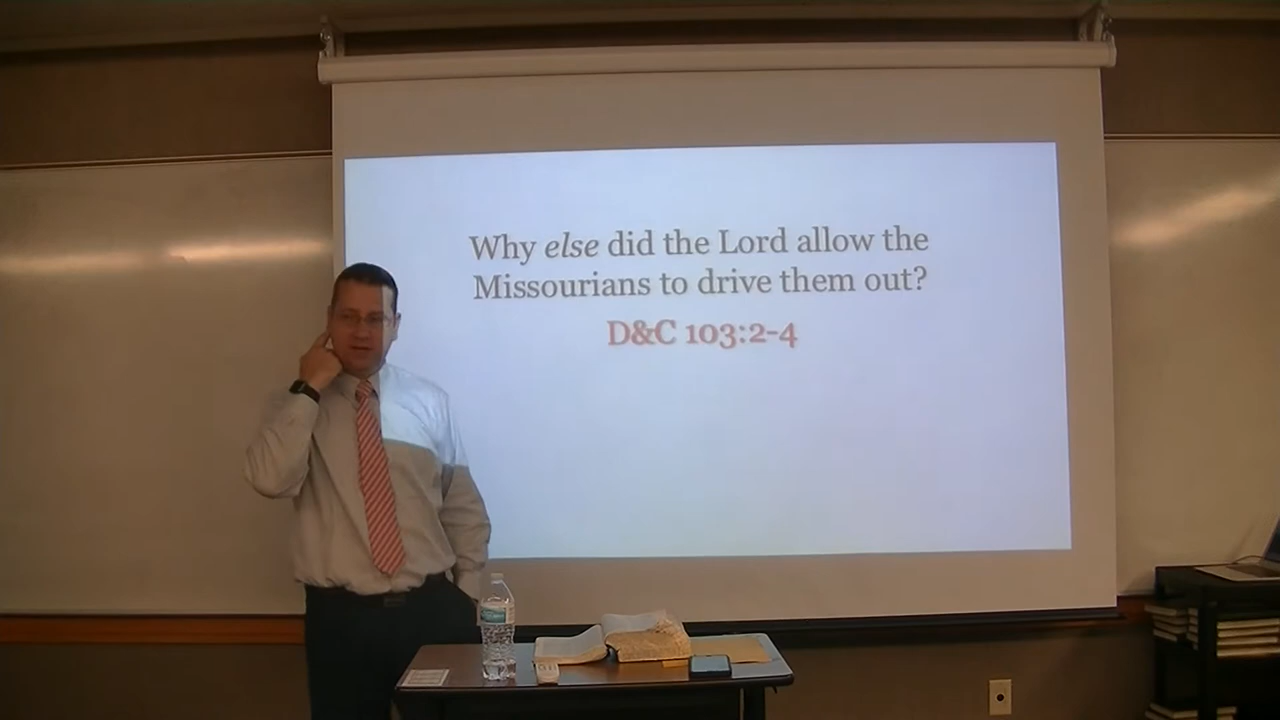 Why else did the Lord allow the
Missourians to drive them out?
D&C 103:2-4